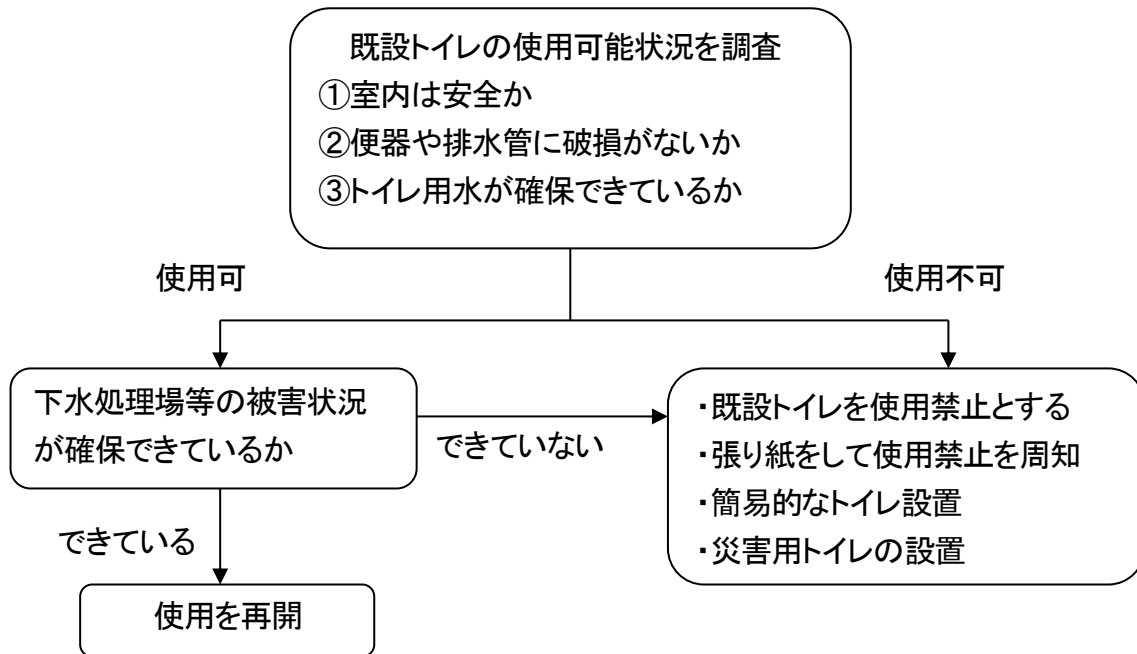 既設トイレの使用可能状況を調査
①室内は安全か
②便器や排水管に破損がないか
③トイレ用水が確保できているか
使用可
使用不可
下水処理場等の被害状況
が確保できているか
できていない
・既設トイレを使用禁止とする
・張り紙をして使用禁止を周知
・簡易的なトイレ設置
・災害用トイレの設置
できている
使用を再開